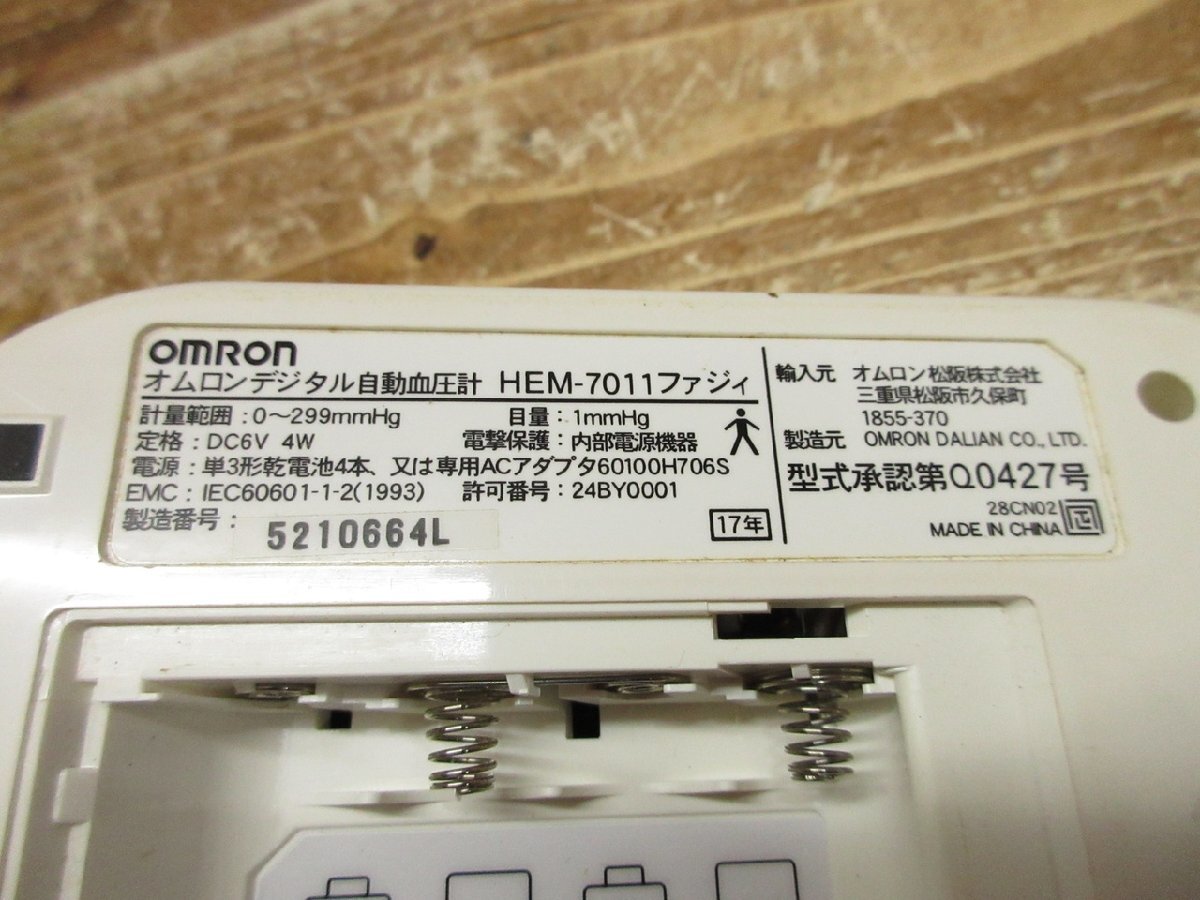 OMRON
オムロンデジタル自動血圧計 HEM-7011ファジィ
計量範囲：0～299mmHg 目量：1mmHg
定格：DC6V 4W 電撃保護：内部電源機器
電源：単3形乾電池4本、又は専用ACアダプタ60100H706S
EMC：IEC60601-1-2(1993) 許可番号：24BY0001
製造番号：5210664L
17年
輸入元 オムロン松阪株式会社
三重県松阪市久保町
1855-370
製造元 OMRON DALIAN CO., LTD.
型式承認第Q0427号
28CN02
MADE IN CHINA